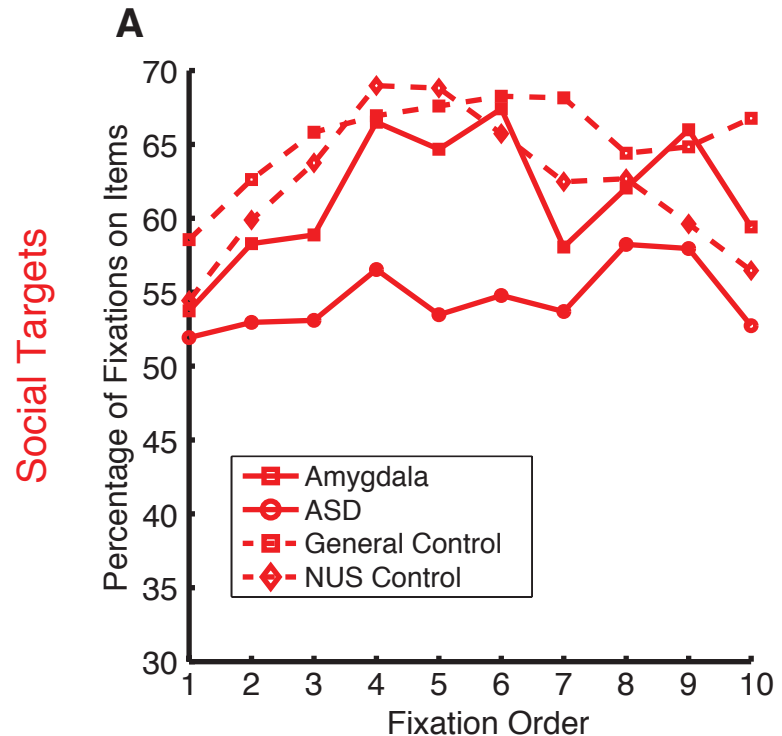 A
Social Targets
Percentage of Fixations on Items
70
65
60
55
50
45
40
35
30
Amygdala
ASD
General Control
NUS Control
1 2 3 4 5 6 7 8 9 10
Fixation Order